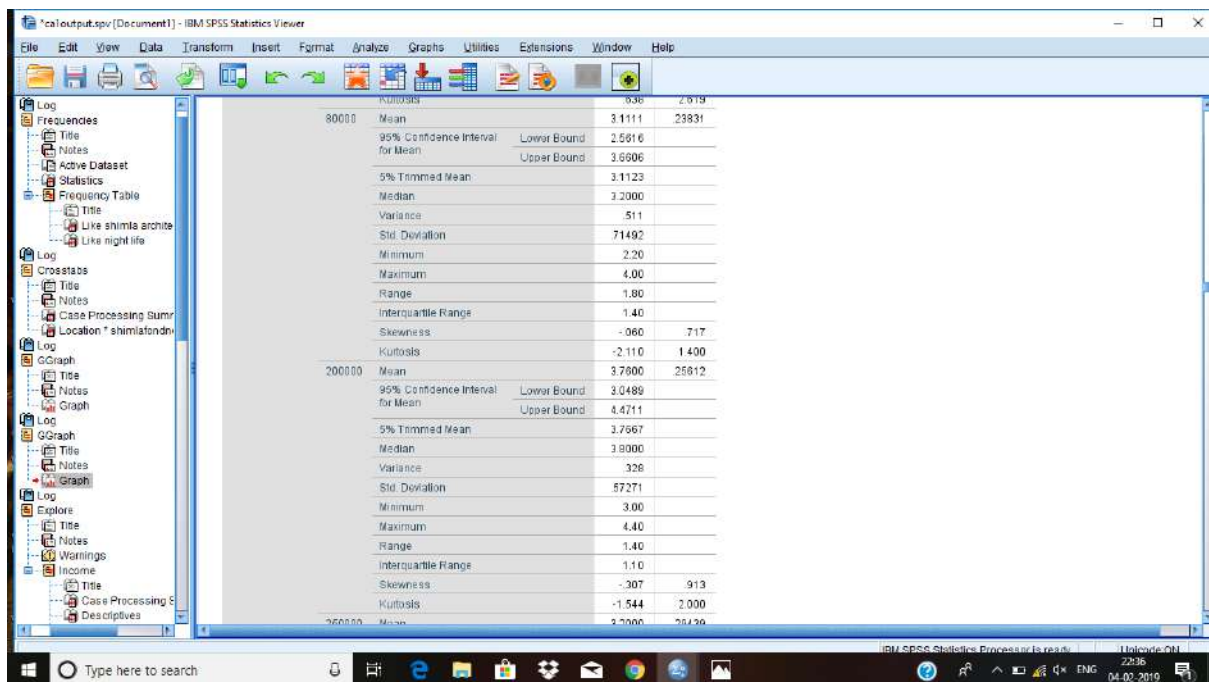 *ca1output.spv [Document1] - IBM SPSS Statistics Viewer
File Edit View Data Transform Insert Format Analyze Graphs Utilities Extensions Window Help
Log
Frequencies
Title
Notes
Active Dataset
Statistics
Frequency Table
Title
Like shimla archite
Like night life
Log
Crosstabs
Title
Notes
Case Processing Sumr
Location * shimlafondn
Log
GGraph
Title
Notes
Graph
Log
GGraph
Title
Notes
Graph
Log
Explore
Title
Notes
Warnings
Income
Title
Case Processing S
Descriptives
Kurtosis .636 2.619
80000 Mean 3.1111 .23831
95% Confidence Interval for Mean Lower Bound 2.5616
Upper Bound 3.6606
5% Trimmed Mean 3.1123
Median 3.2000
Variance .511
Std. Deviation .71492
Minimum 2.20
Maximum 4.00
Range 1.80
Interquartile Range 1.40
Skewness -.060 .717
Kurtosis -2.110 1.400
200000 Mean 3.7600 .25612
95% Confidence Interval for Mean Lower Bound 3.0489
Upper Bound 4.4711
5% Trimmed Mean 3.7667
Median 3.8000
Variance .328
Std. Deviation .57271
Minimum 3.00
Maximum 4.40
Range 1.40
Interquartile Range 1.10
Skewness -.307 .913
Kurtosis -1.544 2.000
Mean 3.7000
IBM SPSS Statistics Processor is ready Unicode:ON
Type here to search
ENG
22:36
04-02-2019